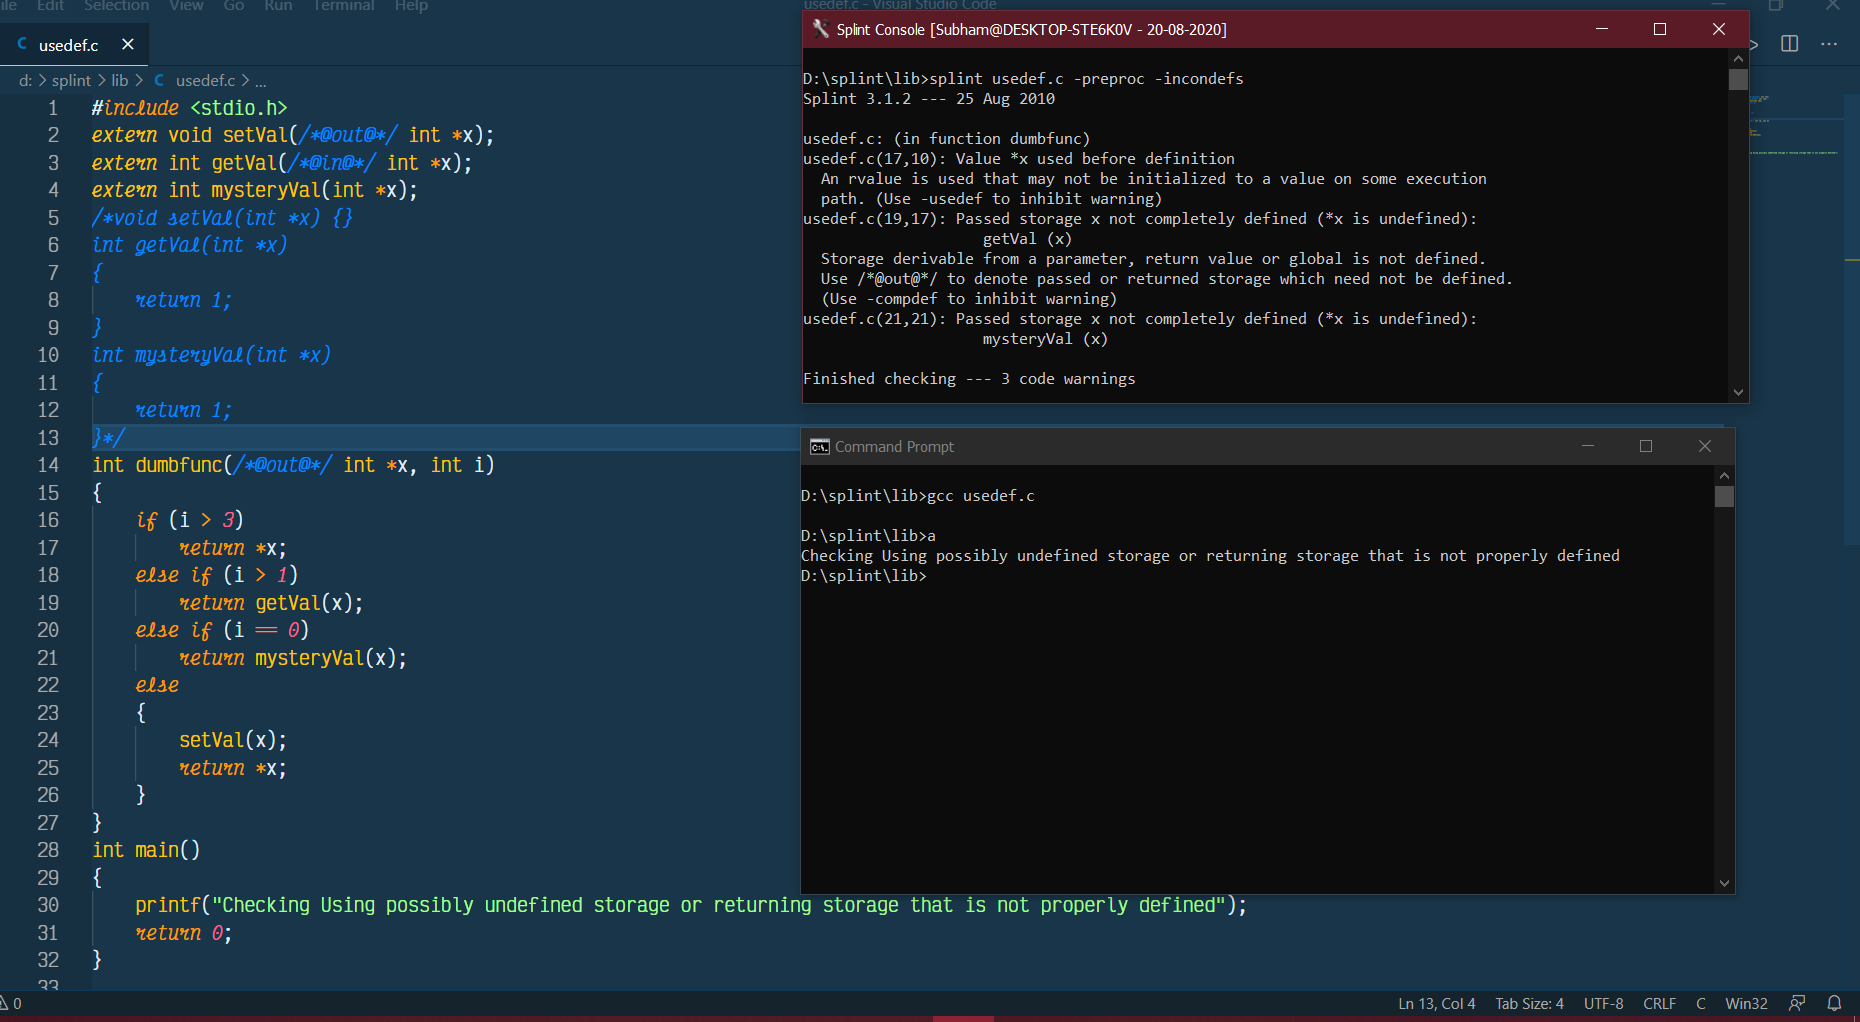 File Edit Selection View Go Run Terminal Help
usedef.c - Visual Studio Code
usedef.c
d: > splint > lib > C usedef.c > ...
1 #include <stdio.h>
2 extern void setVal(/*@out@*/ int *x);
3 extern int getVal(/*@in@*/ int *x);
4 extern int mysteryVal(int *x);
5 /*void setVal(int *x) {}
6 int getVal(int *x)
7 {
8 return 1;
9 }
10 int mysteryVal(int *x)
11 {
12 return 1;
13 }*/
14 int dumbfunc(/*@out@*/ int *x, int i)
15 {
16 if (i > 3)
17 return *x;
18 else if (i > 1)
19 return getVal(x);
20 else if (i == 0)
21 return mysteryVal(x);
22 else
23 {
24 setVal(x);
25 return *x;
26 }
27 }
28 int main()
29 {
30 printf("Checking Using possibly undefined storage or returning storage that is not properly defined");
31 return 0;
32 }
33
Splint Console [Subham@DESKTOP-STE6K0V - 20-08-2020]
D:\splint\lib>splint usedef.c -preproc -incondefs
Splint 3.1.2 --- 25 Aug 2010
usedef.c: (in function dumbfunc)
usedef.c(17,10): Value *x used before definition
An rvalue is used that may not be initialized to a value on some execution
path. (Use -usedef to inhibit warning)
usedef.c(19,17): Passed storage x not completely defined (*x is undefined):
getVal (x)
Storage derivable from a parameter, return value or global is not defined.
Use /*@out@*/ to denote passed or returned storage which need not be defined.
(Use -compdef to inhibit warning)
usedef.c(21,21): Passed storage x not completely defined (*x is undefined):
mysteryVal (x)
Finished checking --- 3 code warnings
Command Prompt
D:\splint\lib>gcc usedef.c
D:\splint\lib>a
Checking Using possibly undefined storage or returning storage that is not properly defined
D:\splint\lib>
0
Ln 13, Col 4 Tab Size: 4 UTF-8 CRLF C Win32